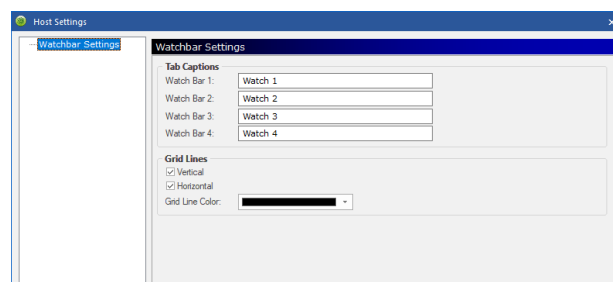 Host Settings
Watchbar Settings
Watchbar Settings
Tab Captions
Watch Bar 1: Watch 1
Watch Bar 2: Watch 2
Watch Bar 3: Watch 3
Watch Bar 4: Watch 4
Grid Lines
Vertical
Horizontal
Grid Line Color: